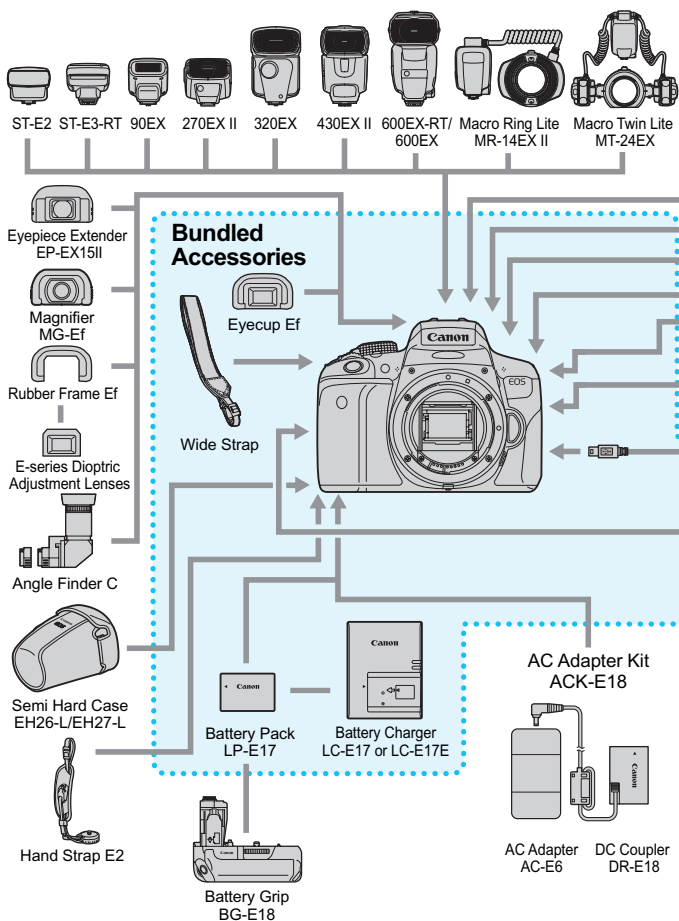 ST-E2
ST-E3-RT
90EX
270EX II
320EX
430EX II
600EX-RT/
600EX
Macro Ring Lite
MR-14EX II
Macro Twin Lite
MT-24EX
Eyepiece Extender
EP-EX15II
Magnifier
MG-Ef
Rubber Frame Ef
E-series Dioptric
Adjustment Lenses
Angle Finder C
Semi Hard Case
EH26-L/EH27-L
Hand Strap E2
Bundled
Accessories
Eyecup Ef
Wide Strap
Canon
EOS
Canon
Battery Pack
LP-E17
Canon
Battery Charger
LC-E17 or LC-E17E
Canon
Battery Grip
BG-E18
AC Adapter Kit
ACK-E18
Canon
AC Adapter
AC-E6
DC Coupler
DR-E18